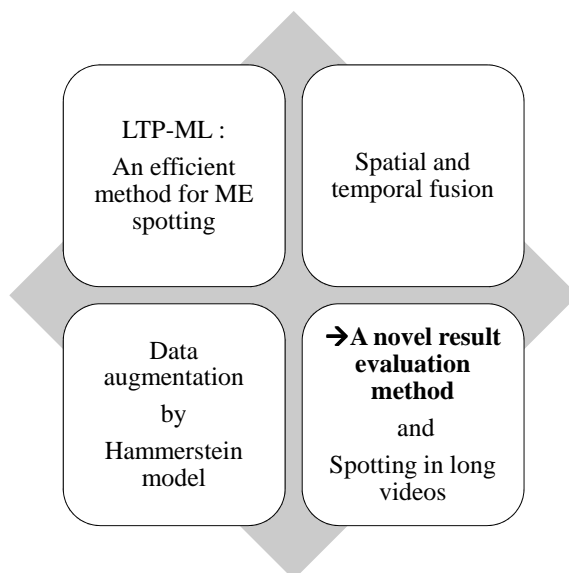 LTP-ML :
An efficient
method for ME
spotting
Spatial and
temporal fusion
Data
augmentation
by
Hammerstein
model
→A novel result
evaluation
method
and
Spotting in long
videos